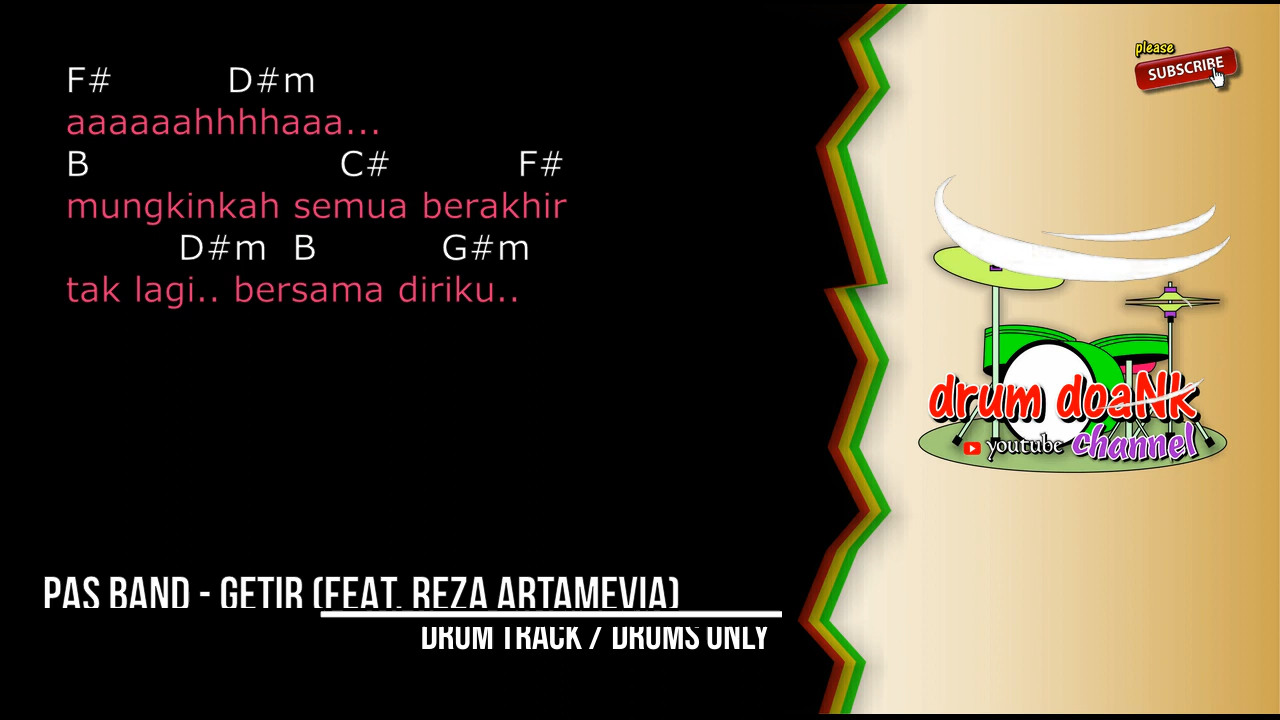 F# D#m
aaaaaahhhhaaa...
B C# F#
mungkinkah semua berakhir
D#m B G#m
tak lagi.. bersama diriku..
PAS BAND - GETIR (FEAT. REZA ARTAMEVIA)
DRUM TRACK / DRUMS ONLY
please
SUBSCRIBE
drum doaNk
youtube channel